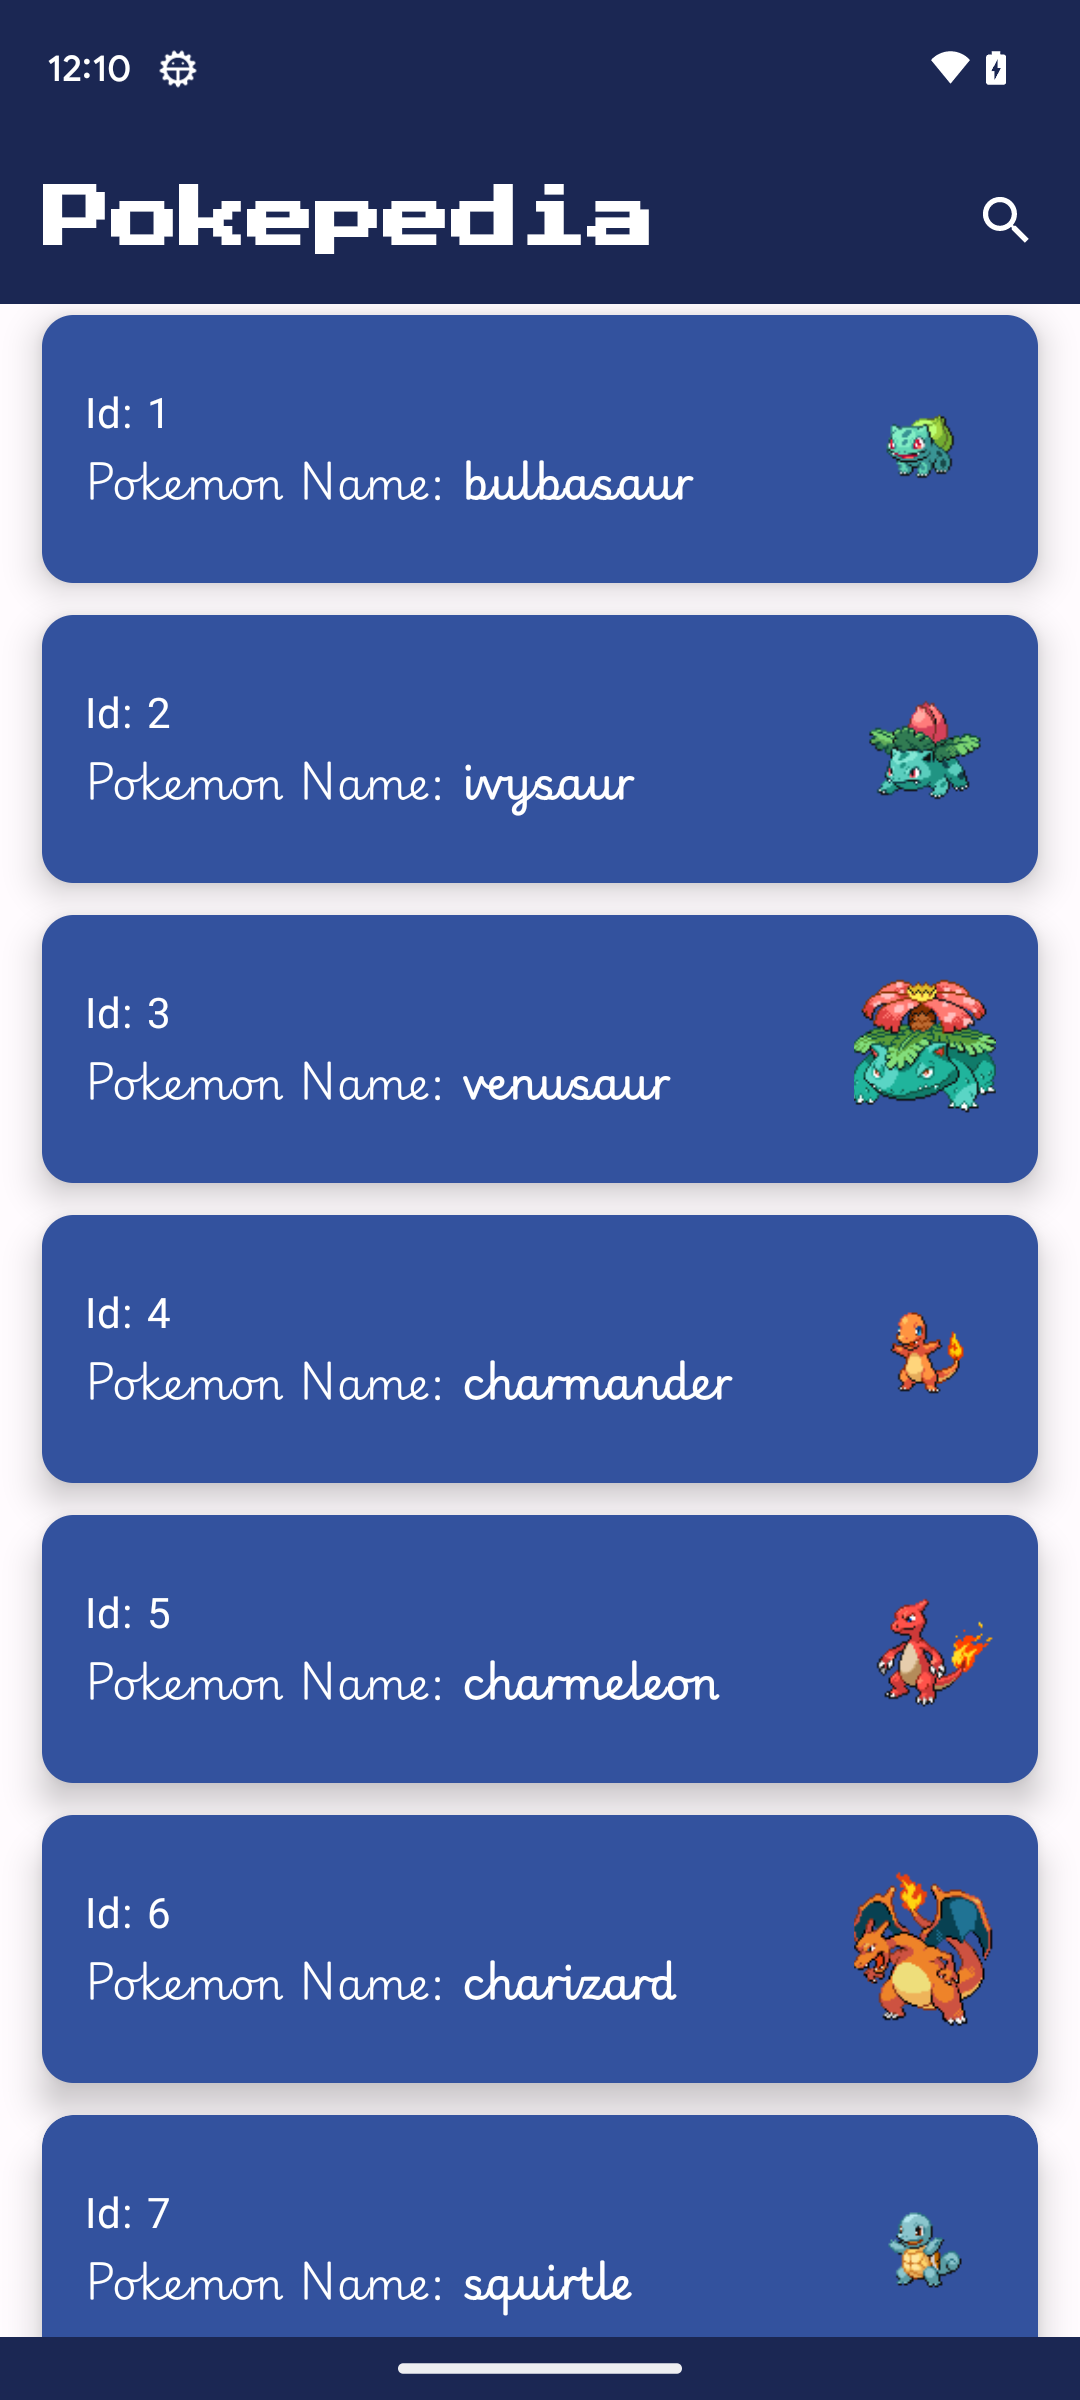 12:10
Pokepedia
Id: 1
Pokemon Name: bulbasaur
Id: 2
Pokemon Name: ivysaur
Id: 3
Pokemon Name: venusaur
Id: 4
Pokemon Name: charmander
Id: 5
Pokemon Name: charmeleon
Id: 6
Pokemon Name: charizard
Id: 7
Pokemon Name: squirtle